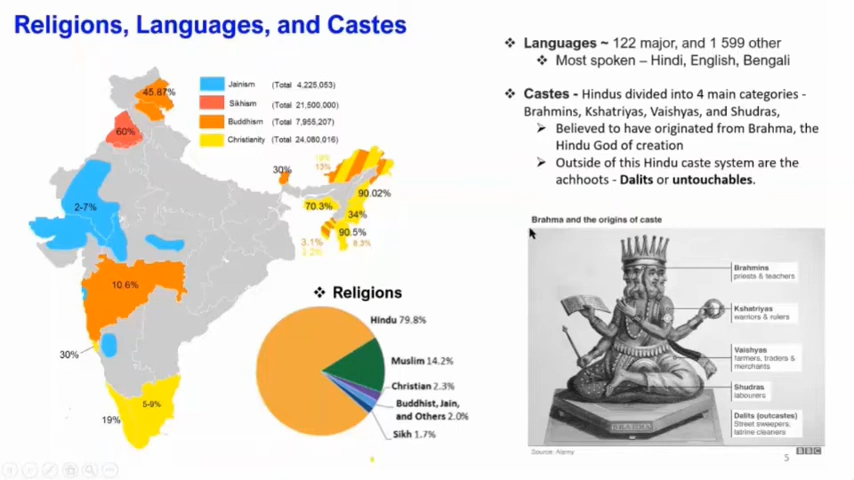 Religions, Languages, and Castes
Jainism (Total 4,225,053)
Sikhism (Total 21,500,000)
Buddhism (Total 7,955,207)
Christianity (Total 24,080,016)
45.87%
60%
2-7%
10.6%
30%
19%
5-9%
30%
13%
90.02%
70.3%
34%
90.5%
3.1%
8.3%
❖ Religions
Hindu 79.8%
Muslim 14.2%
Christian 2.3%
Buddhist, Jain,
and Others 2.0%
Sikh 1.7%
❖ Languages ~ 122 major, and 1 599 other
❖ Most spoken – Hindi, English, Bengali
❖ Castes - Hindus divided into 4 main categories -
Brahmins, Kshatriyas, Vaishyas, and Shudras,
➢ Believed to have originated from Brahma, the
Hindu God of creation
➢ Outside of this Hindu caste system are the
achhoots - Dalits or untouchables.
Brahma and the origins of caste
Brahmins
priests & teachers
Kshatriyas
warriors & rulers
Vaishyas
farmers, traders &
merchants
Shudras
labourers
Dalits (outcastes)
Street sweepers,
latrine cleaners
BRAHMA
Source: Alamy
BBC
5